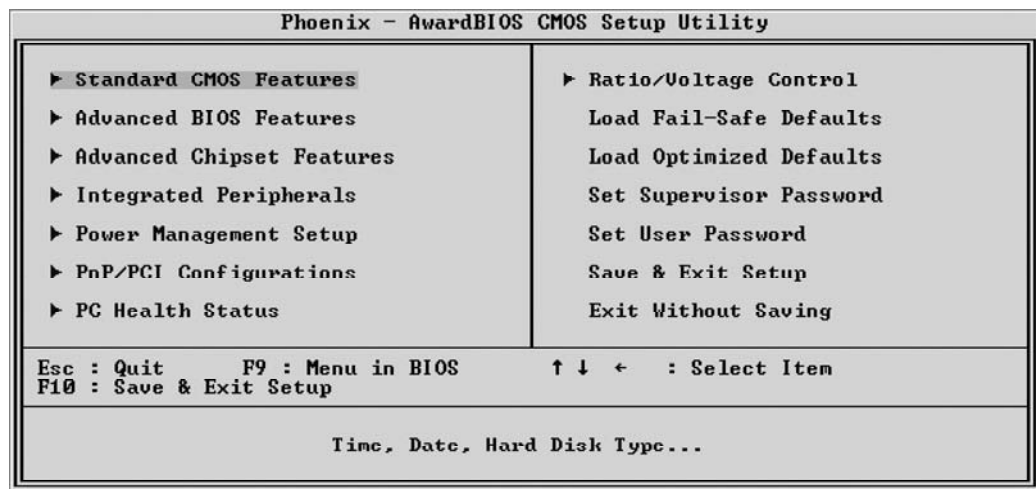 Phoenix - AwardBIOS CMOS Setup Utility
▶ Standard CMOS Features
▶ Advanced BIOS Features
▶ Advanced Chipset Features
▶ Integrated Peripherals
▶ Power Management Setup
▶ PnP/PCI Configurations
▶ PC Health Status
▶ Ratio/Voltage Control
Load Fail-Safe Defaults
Load Optimized Defaults
Set Supervisor Password
Set User Password
Save & Exit Setup
Exit Without Saving
Esc : Quit F9 : Menu in BIOS ↑ ↓ ← : Select Item
F10 : Save & Exit Setup
Time, Date, Hard Disk Type...